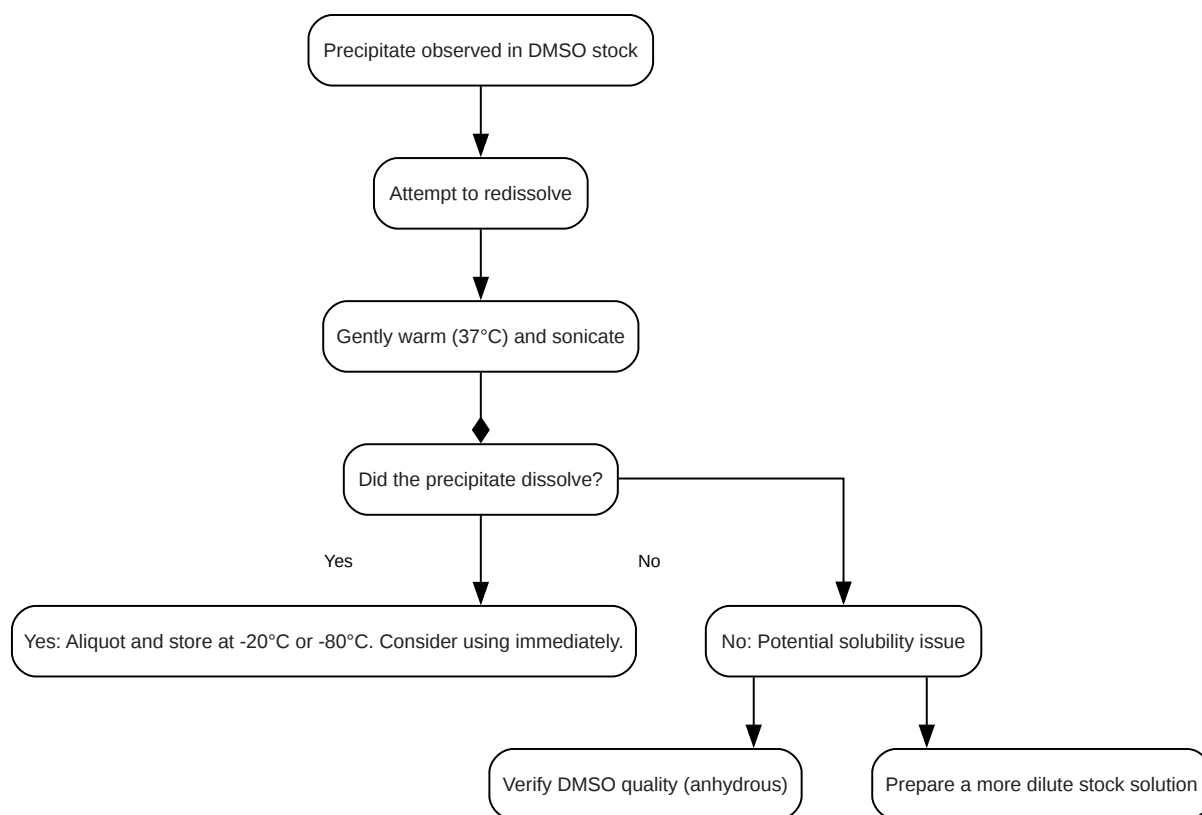 Precipitate observed in DMSO stock
Attempt to redissolve
Gently warm (37°C) and sonicate
Did the precipitate dissolve?
Yes
No
Yes: Aliquot and store at -20°C or -80°C. Consider using immediately.
No: Potential solubility issue
Verify DMSO quality (anhydrous)
Prepare a more dilute stock solution